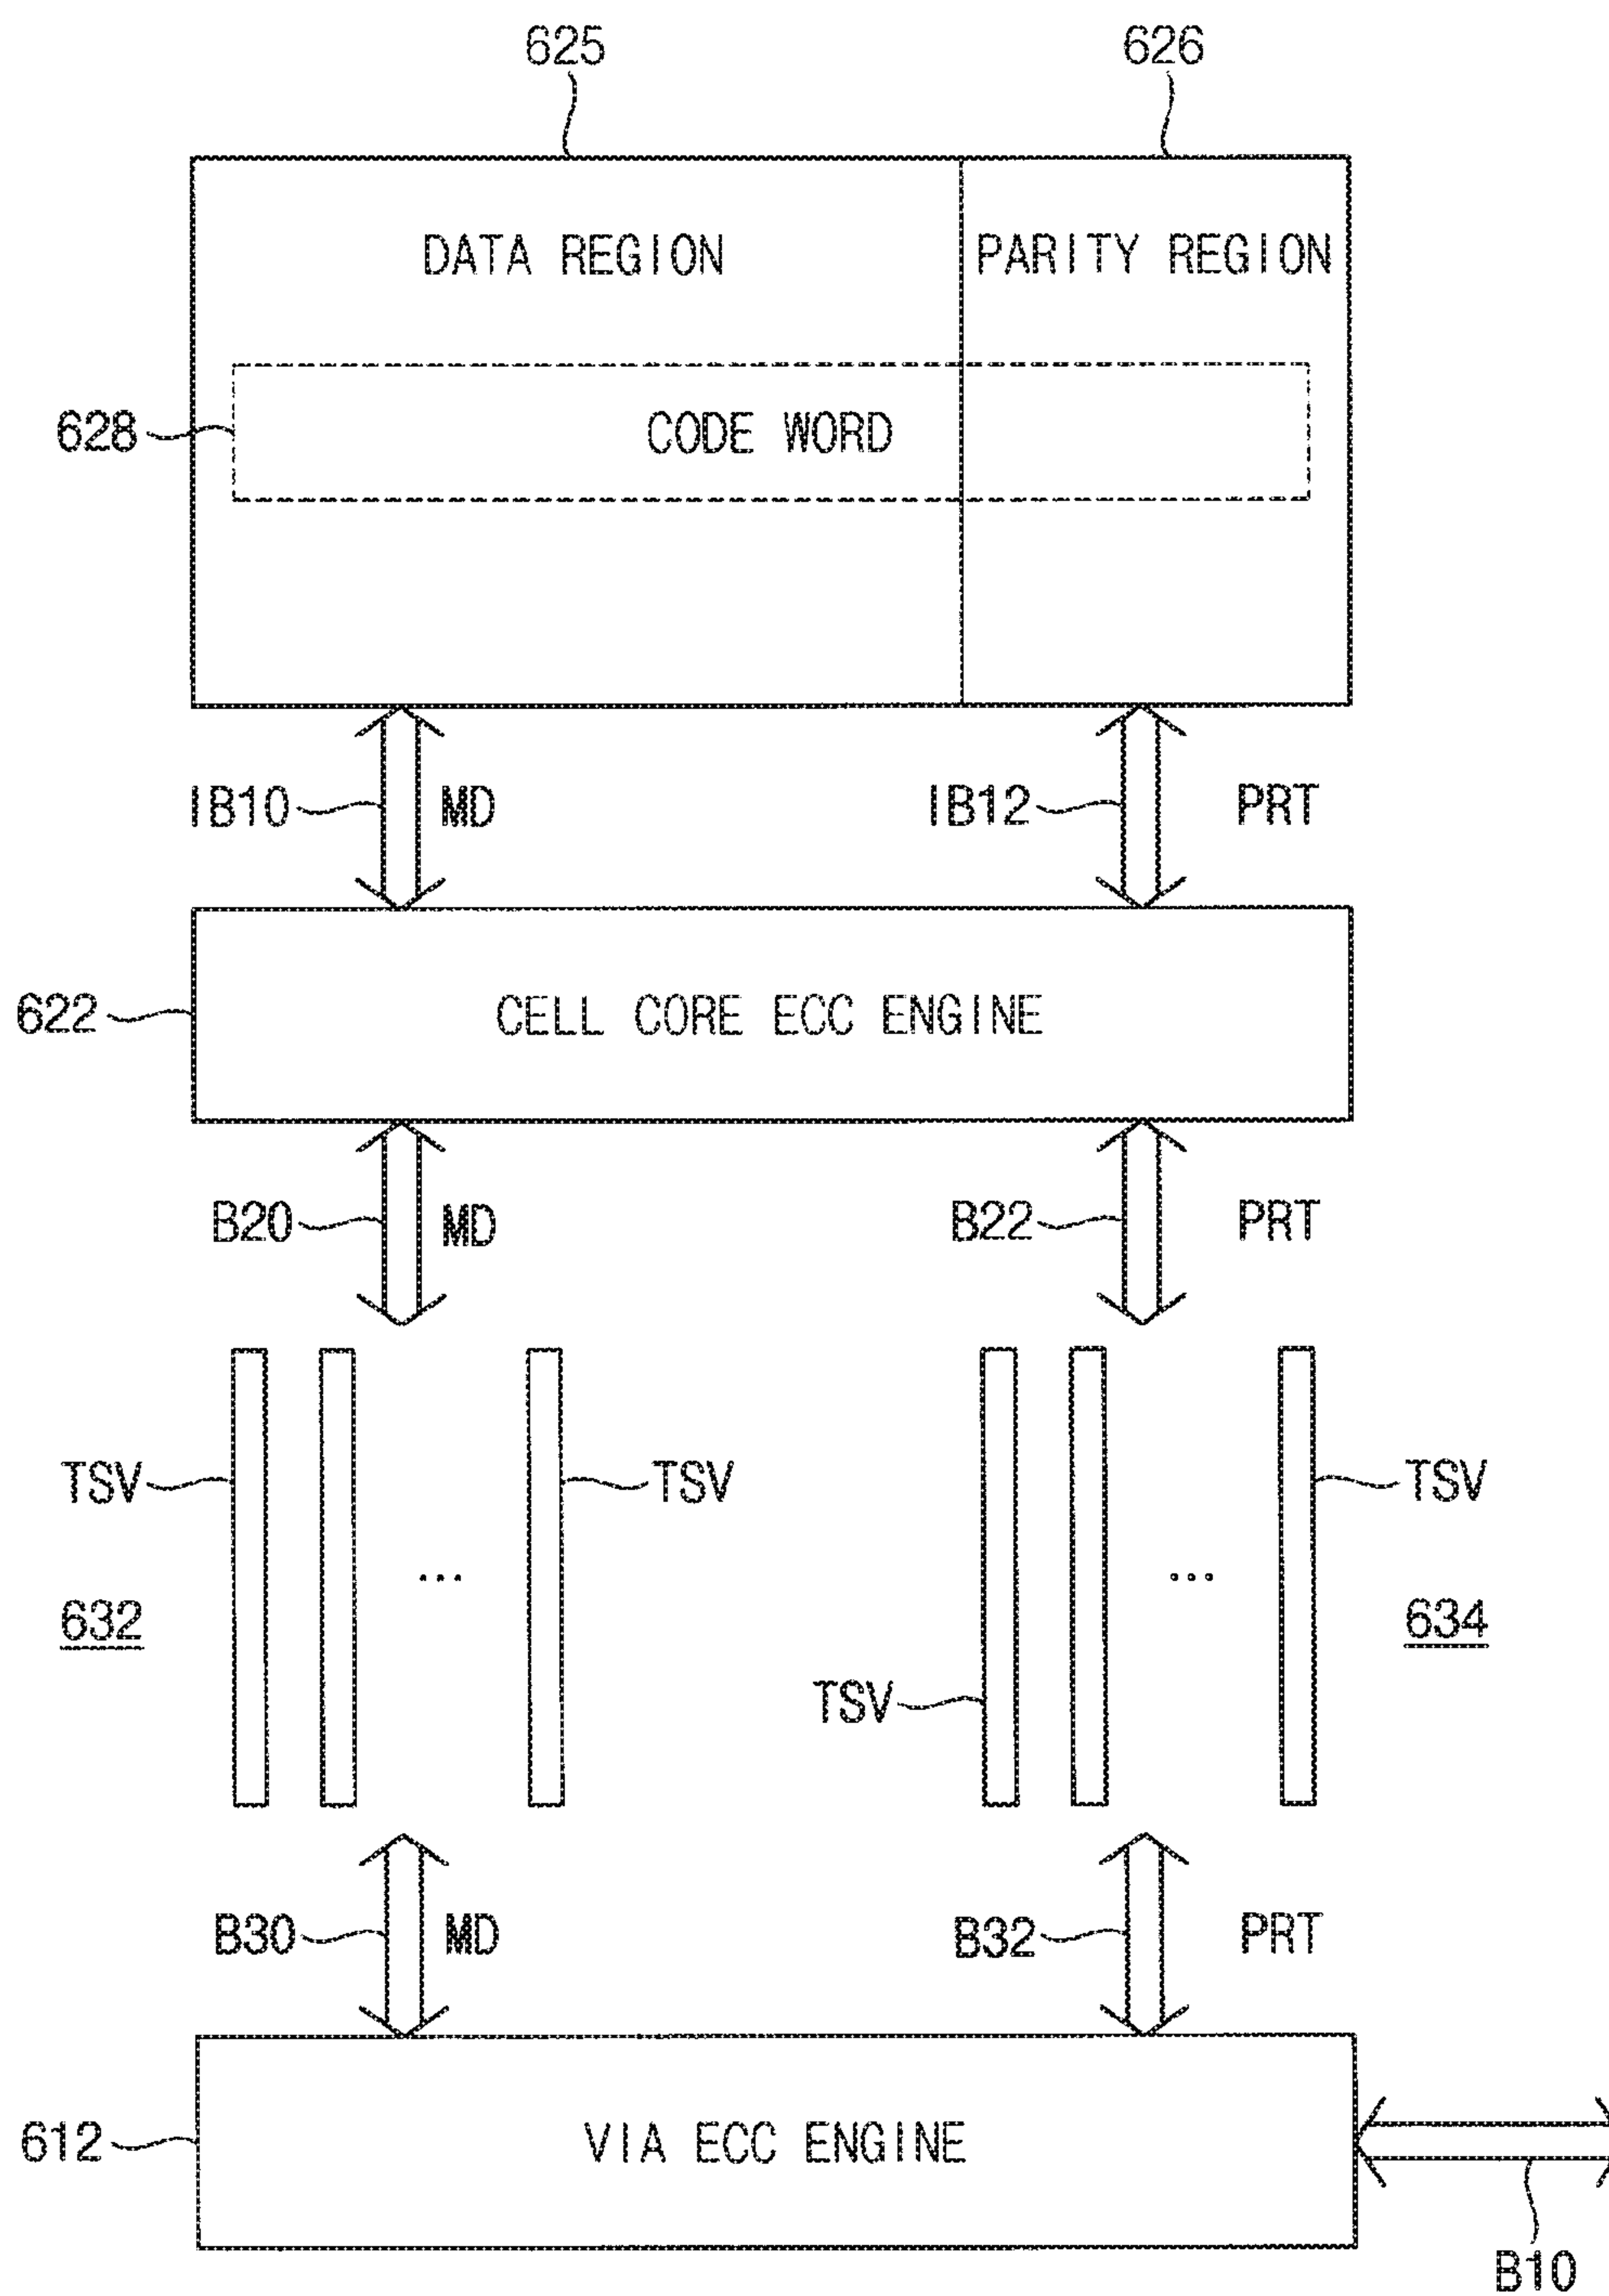 625 626
DATA REGION PARITY REGION
628 CODE WORD
IB10 MD IB12 PRT
622 CELL CORE ECC ENGINE
B20 MD B22 PRT
TSV TSV TSV
...
...
632 634
TSV
B30 MD B32 PRT
612 VIA ECC ENGINE
B10